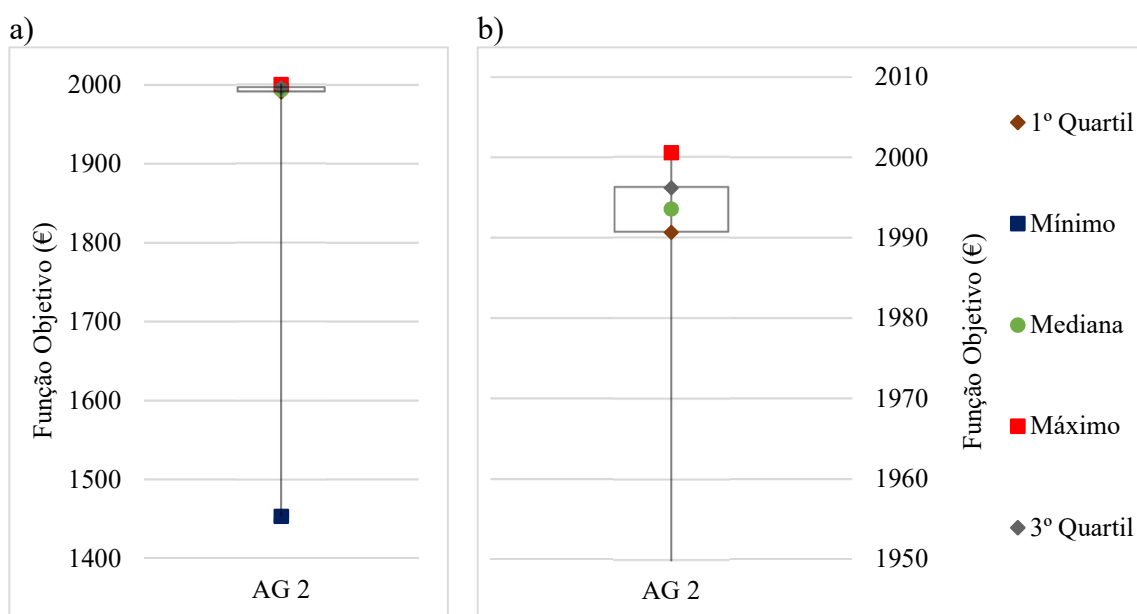 a)
Função Objetivo (€)
2000
1900
1800
1700
1600
1500
1400
AG 2
b)
2010
2000
1990
1980
1970
1960
1950
Função Objetivo (€)
AG 2
1º Quartil
Mínimo
Mediana
Máximo
3º Quartil